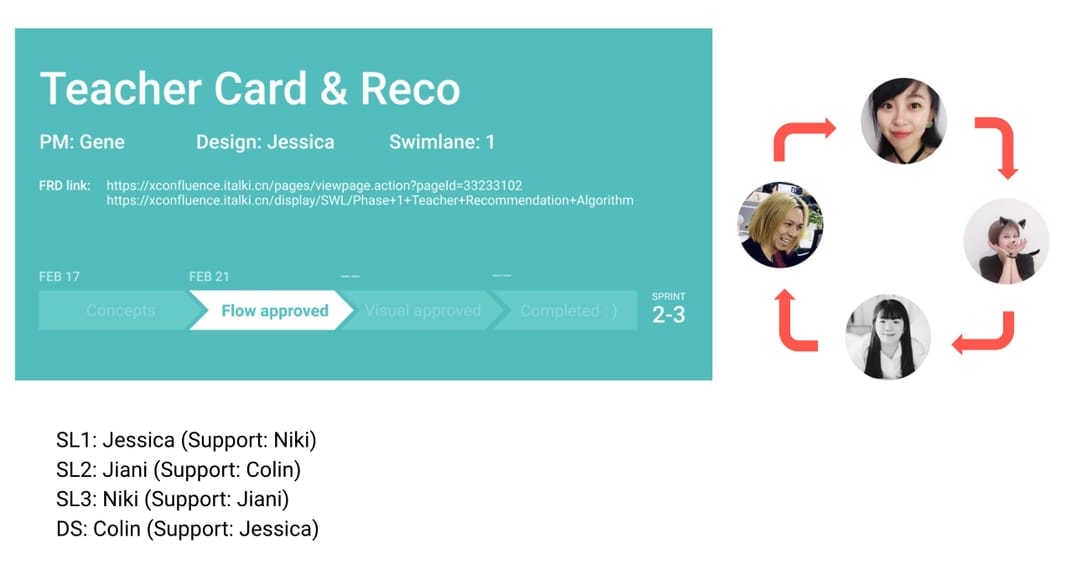 Teacher Card & Reco
PM: Gene Design: Jessica Swimlane: 1
FRD link: https://xconfluence.italki.cn/pages/viewpage.action?pageId=33233102
https://xconfluence.italki.cn/display/SWL/Phase+1+Teacher+Recommendation+Algorithm
FEB 17 FEB 21 –– ––
Concepts Flow approved Visual approved Completed : )
SPRINT
2-3
SL1: Jessica (Support: Niki)
SL2: Jiani (Support: Colin)
SL3: Niki (Support: Jiani)
DS: Colin (Support: Jessica)